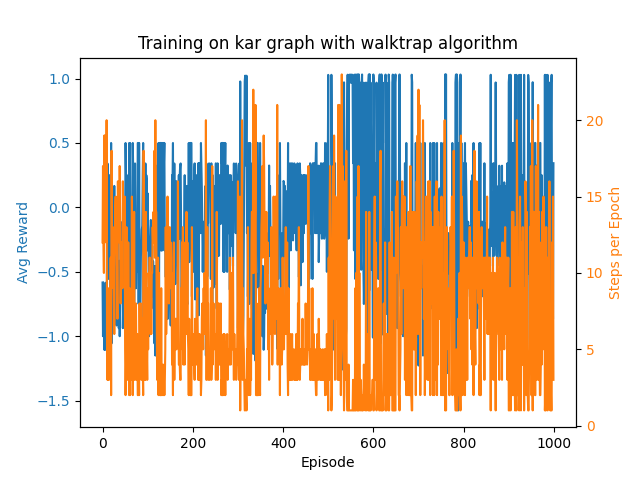 Training on kar graph with walktrap algorithm
1.0
0.5
0.0
−0.5
−1.0
−1.5
Avg Reward
20
15
10
5
0
Steps per Epoch
0 200 400 600 800 1000
Episode